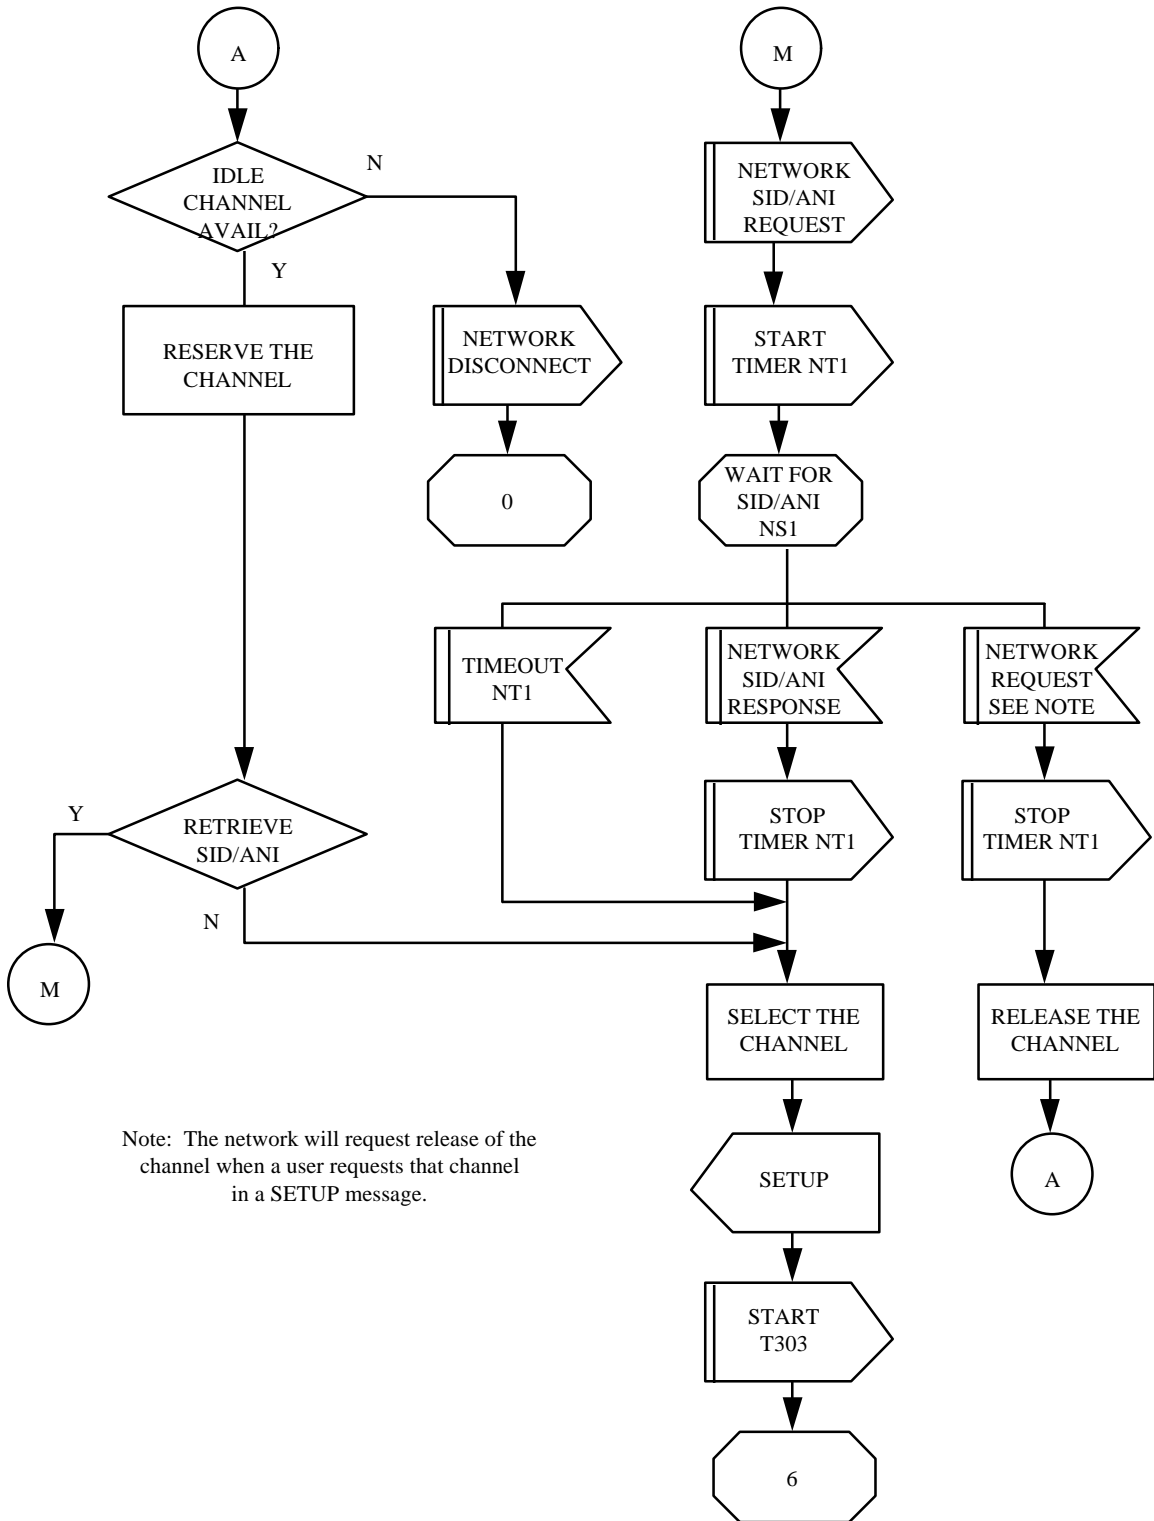 A
M
IDLE
CHANNEL
AVAIL?
N
Y
NETWORK
SID/ANI
REQUEST
RESERVE THE
CHANNEL
NETWORK
DISCONNECT
START
TIMER NT1
0
WAIT FOR
SID/ANI
NS1
TIMEOUT
NT1
NETWORK
SID/ANI
RESPONSE
NETWORK
REQUEST
SEE NOTE
Y
RETRIEVE
SID/ANI
N
STOP
TIMER NT1
STOP
TIMER NT1
M
SELECT THE
CHANNEL
RELEASE THE
CHANNEL
Note: The network will request release of the
channel when a user requests that channel
in a SETUP message.
SETUP
A
START
T303
6